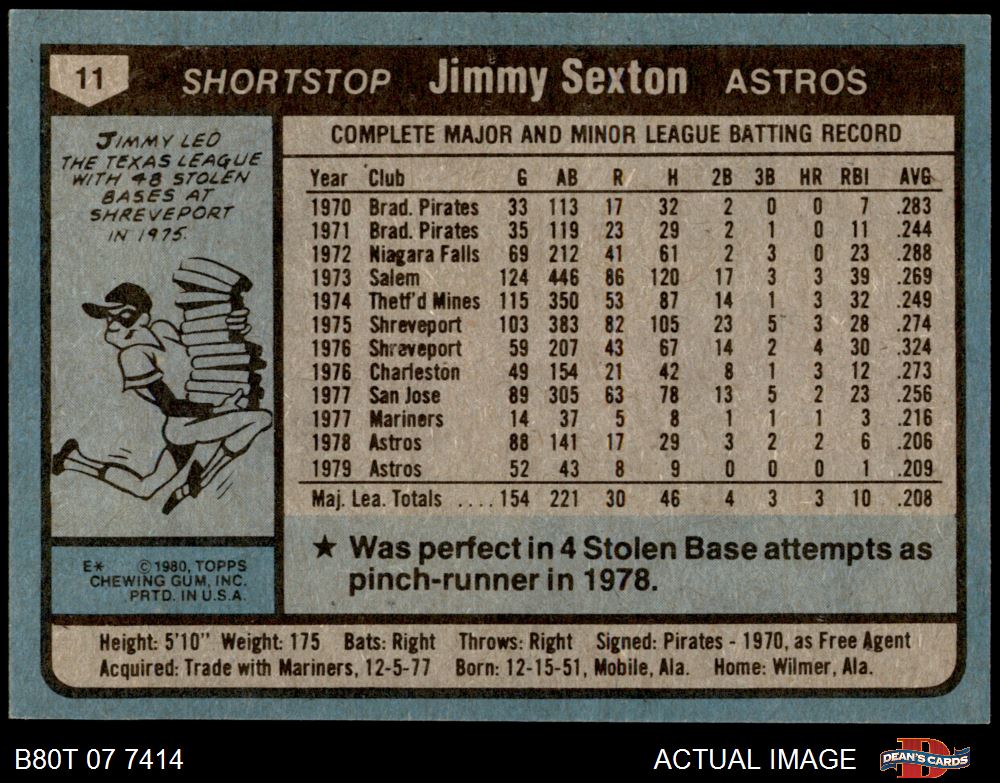 11 SHORTSTOP Jimmy Sexton ASTROS
JIMMY LED
THE TEXAS LEAGUE
WITH 48 STOLEN
BASES AT
SHREVEPORT
IN 1975.
COMPLETE MAJOR AND MINOR LEAGUE BATTING RECORD
Year Club G AB R H 2B 3B HR RBI AVG
1970 Brad. Pirates 33 113 17 32 2 0 0 7 .283
1971 Brad. Pirates 35 119 23 29 2 1 0 11 .244
1972 Niagara Falls 69 212 41 61 2 3 0 23 .288
1973 Salem 124 446 86 120 17 3 3 39 .269
1974 Thetf'd Mines 115 350 53 87 14 1 3 32 .249
1975 Shreveport 103 383 82 105 23 5 3 28 .274
1976 Shreveport 59 207 43 67 14 2 4 30 .324
1976 Charleston 49 154 21 42 8 1 3 12 .273
1977 San Jose 89 305 63 78 13 5 2 23 .256
1977 Mariners 14 37 5 8 1 1 1 3 .216
1978 Astros 88 141 17 29 3 2 2 6 .206
1979 Astros 52 43 8 9 0 0 0 1 .209
Maj. Lea. Totals .... 154 221 30 46 4 3 3 10 .208
★ Was perfect in 4 Stolen Base attempts as
pinch-runner in 1978.
E* ©1980, TOPPS
CHEWING GUM, INC.
PRTD. IN U.S.A.
Height: 5'10" Weight: 175 Bats: Right Throws: Right Signed: Pirates - 1970, as Free Agent
Acquired: Trade with Mariners, 12-5-77 Born: 12-15-51, Mobile, Ala. Home: Wilmer, Ala.
B80T 07 7414 ACTUAL IMAGE DEAN'S CARDS